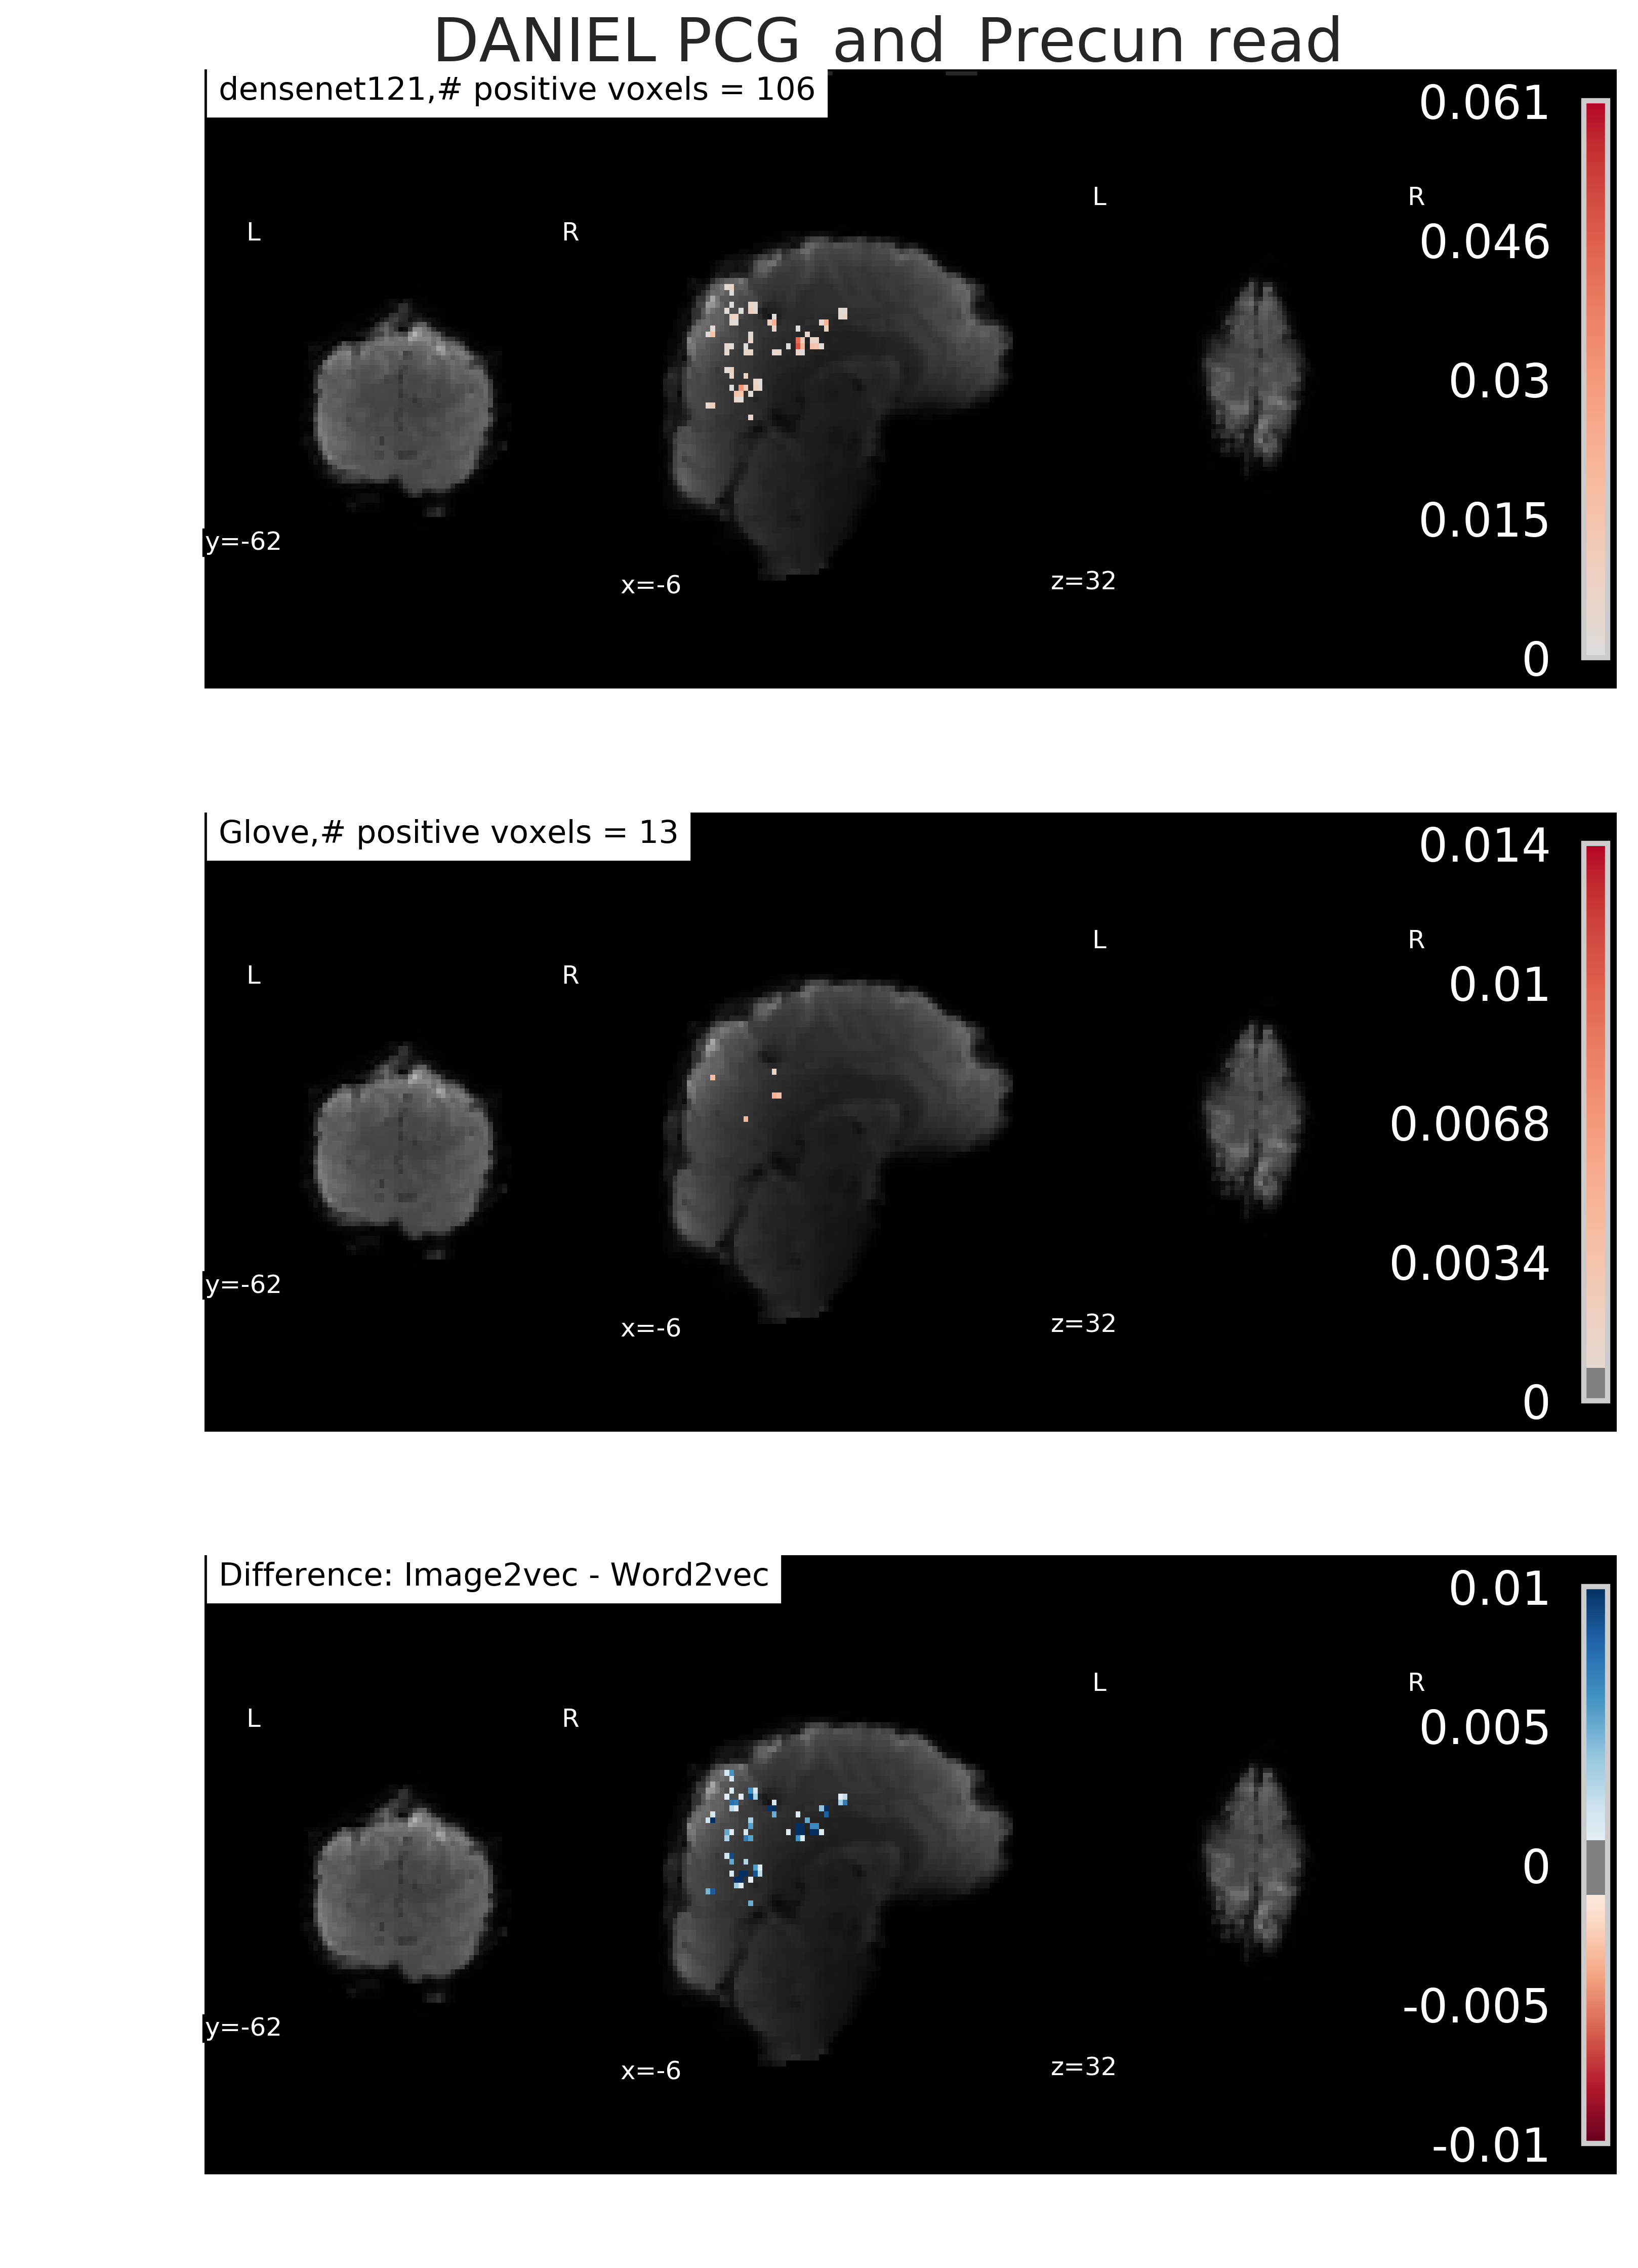 DANIEL PCG_and_Precun read
densenet121,# positive voxels = 106
0.061
L R
L R
0.046
0.03
0.015
y=-62
x=-6
z=32
0
Glove,# positive voxels = 13
0.014
L R
L R
0.01
0.0068
0.0034
y=-62
x=-6
z=32
0
Difference: Image2vec - Word2vec
0.01
L R
L R
0.005
0
-0.005
y=-62
x=-6
z=32
-0.01